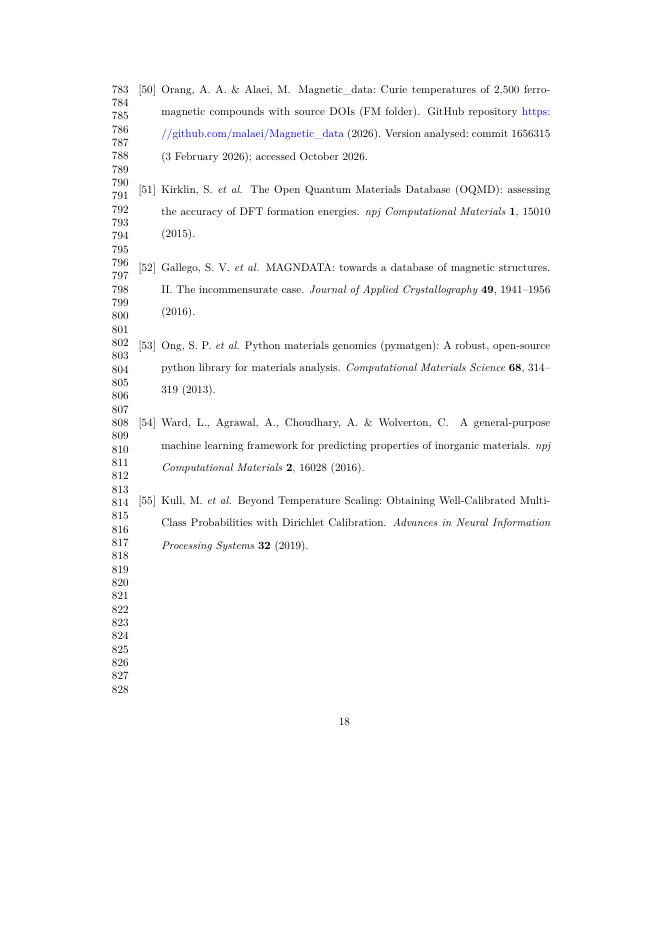 783 [50] Orang, A. A. & Alaei, M. Magnetic_data: Curie temperatures of 2,500 ferro-
784
785 magnetic compounds with source DOIs (FM folder). GitHub repository https:
786 //github.com/malaei/Magnetic_data (2026). Version analysed: commit 1656315
787
788 (3 February 2026); accessed October 2026.
789
790 [51] Kirklin, S. et al. The Open Quantum Materials Database (OQMD): assessing
791
792 the accuracy of DFT formation energies. npj Computational Materials 1, 15010
793
794 (2015).
795
796 [52] Gallego, S. V. et al. MAGNDATA: towards a database of magnetic structures.
797
798 II. The incommensurate case. Journal of Applied Crystallography 49, 1941–1956
799
800 (2016).
801
802 [53] Ong, S. P. et al. Python materials genomics (pymatgen): A robust, open-source
803
804 python library for materials analysis. Computational Materials Science 68, 314–
805
806 319 (2013).
807
808 [54] Ward, L., Agrawal, A., Choudhary, A. & Wolverton, C. A general-purpose
809
810 machine learning framework for predicting properties of inorganic materials. npj
811 Computational Materials 2, 16028 (2016).
812
813
814 [55] Kull, M. et al. Beyond Temperature Scaling: Obtaining Well-Calibrated Multi-
815
816 Class Probabilities with Dirichlet Calibration. Advances in Neural Information
817 Processing Systems 32 (2019).
818
819
820
821
822
823
824
825
826
827
828
18